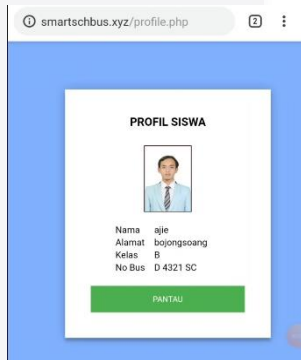 smartschbus.xyz/profile.php 2
PROFIL SISWA
Nama ajie
Alamat bojongsoang
Kelas B
No Bus D 4321 SC
PANTAU